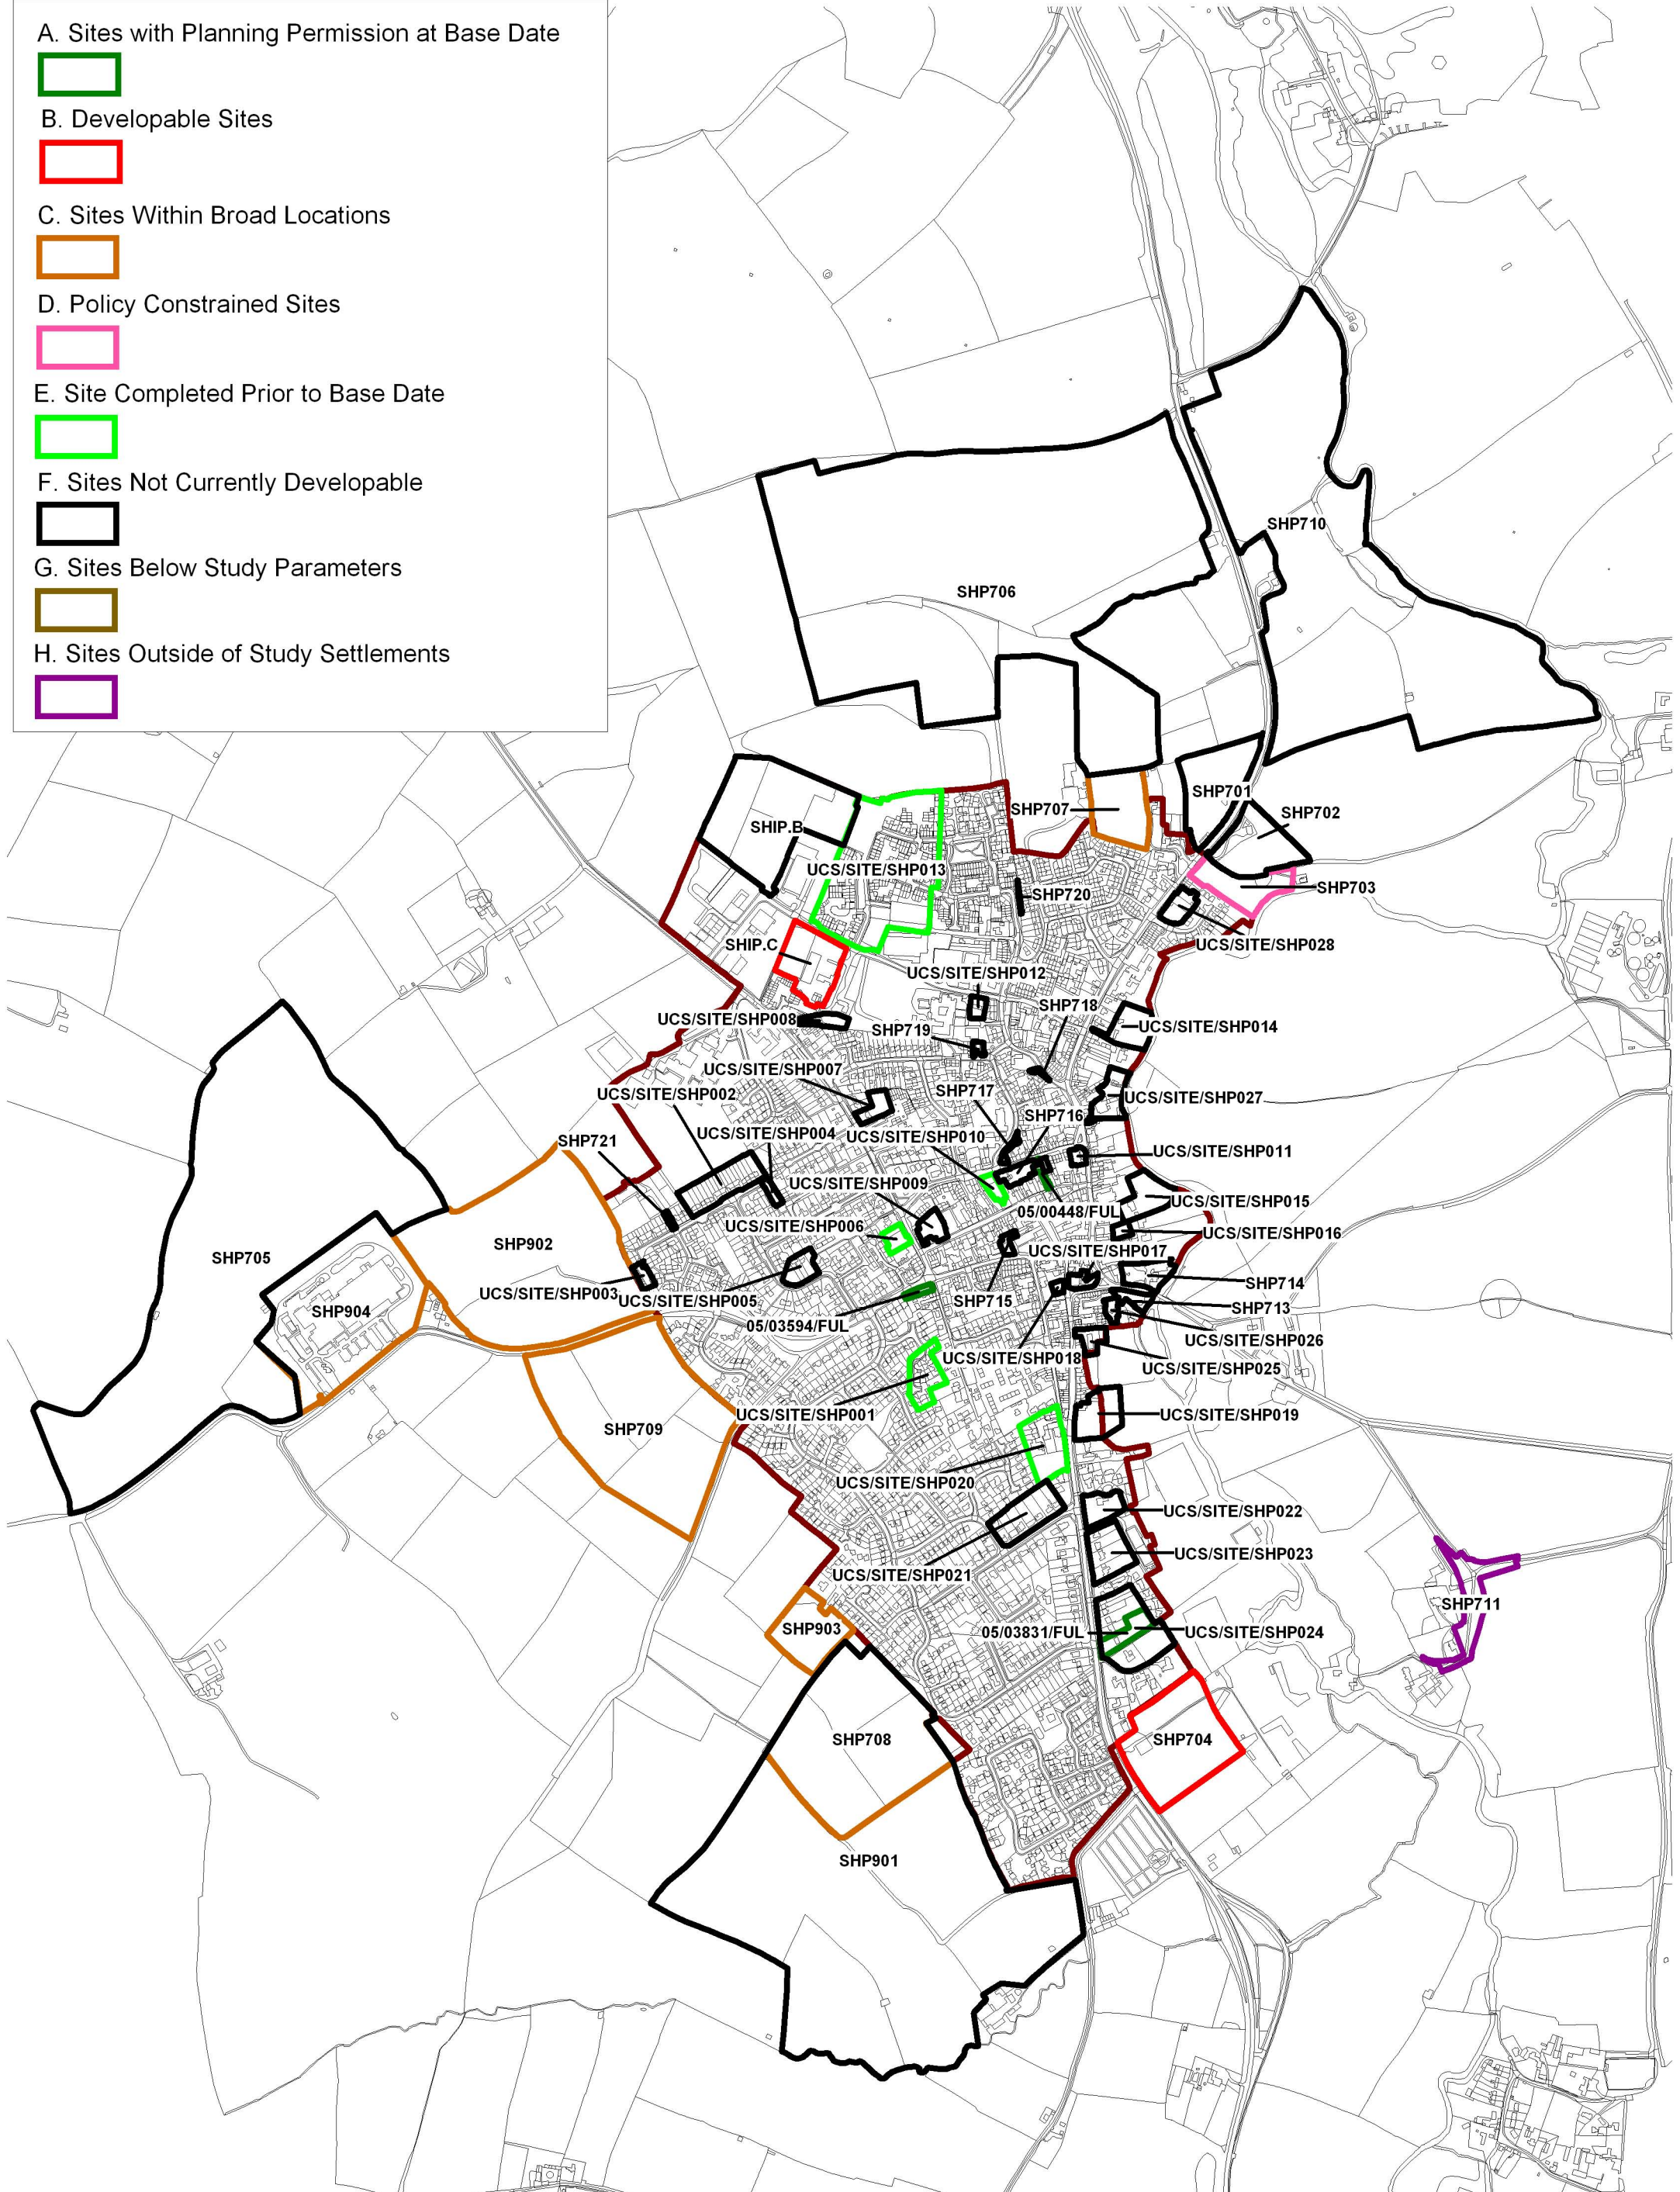 A. Sites with Planning Permission at Base Date
B. Developable Sites
C. Sites Within Broad Locations
D. Policy Constrained Sites
E. Site Completed Prior to Base Date
F. Sites Not Currently Developable
G. Sites Below Study Parameters
H. Sites Outside of Study Settlements
SHP710
SHP706
SHP701
SHP707
SHP702
SHIP.B
UCS/SITE/SHP013
SHP703
SHP720
SHIP.C
UCS/SITE/SHP028
UCS/SITE/SHP012
SHP718
UCS/SITE/SHP008
SHP719
UCS/SITE/SHP014
UCS/SITE/SHP007
UCS/SITE/SHP002
SHP717
UCS/SITE/SHP027
SHP716
SHP721
UCS/SITE/SHP004
UCS/SITE/SHP010
UCS/SITE/SHP011
UCS/SITE/SHP009
UCS/SITE/SHP015
05/00448/FUL
UCS/SITE/SHP006
UCS/SITE/SHP016
SHP902
SHP705
UCS/SITE/SHP017
UCS/SITE/SHP003
UCS/SITE/SHP005
SHP714
SHP715
SHP904
SHP713
05/03594/FUL
UCS/SITE/SHP026
UCS/SITE/SHP018
UCS/SITE/SHP025
UCS/SITE/SHP001
UCS/SITE/SHP019
SHP709
UCS/SITE/SHP020
UCS/SITE/SHP022
UCS/SITE/SHP023
UCS/SITE/SHP021
SHP711
SHP903
05/03831/FUL
UCS/SITE/SHP024
SHP708
SHP704
SHP901